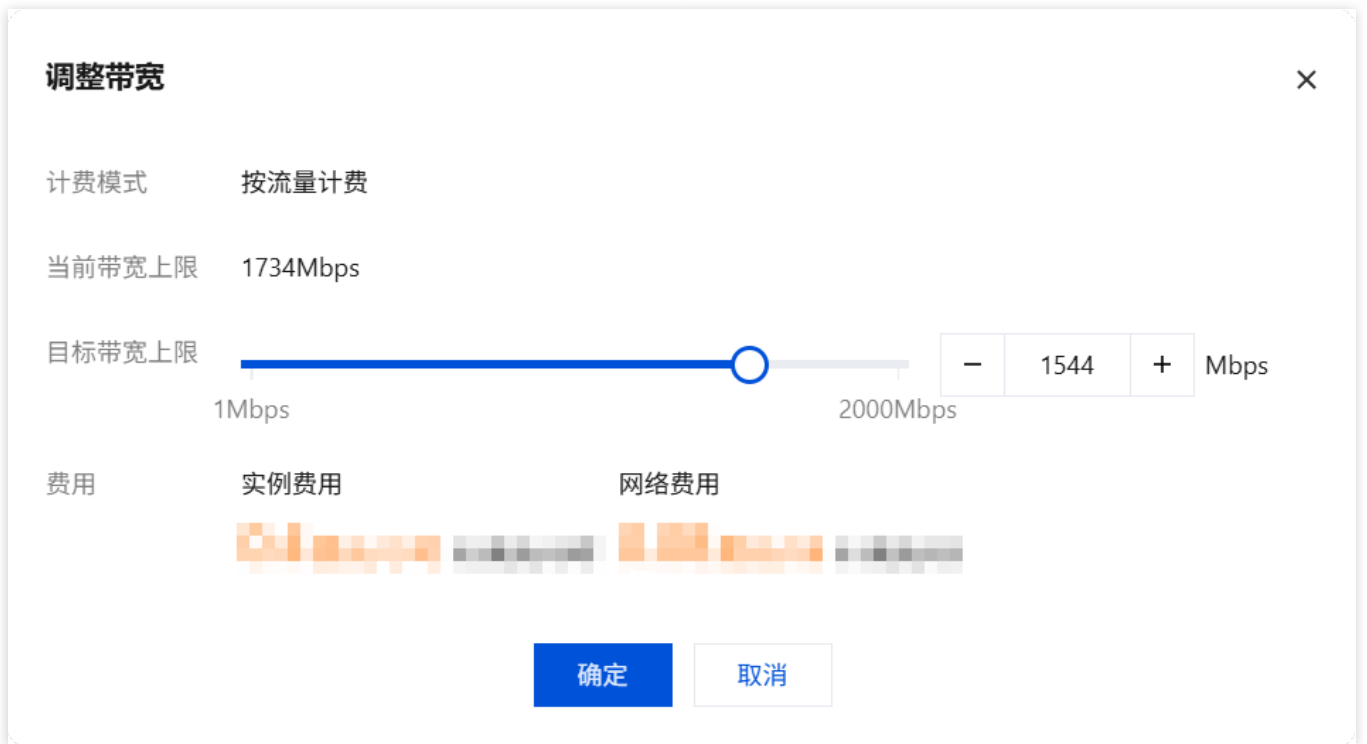 调整带宽
计费模式 按流量计费
当前带宽上限 1734Mbps
目标带宽上限 1544 Mbps
1Mbps 2000Mbps
费用 实例费用 网络费用
确定 取消